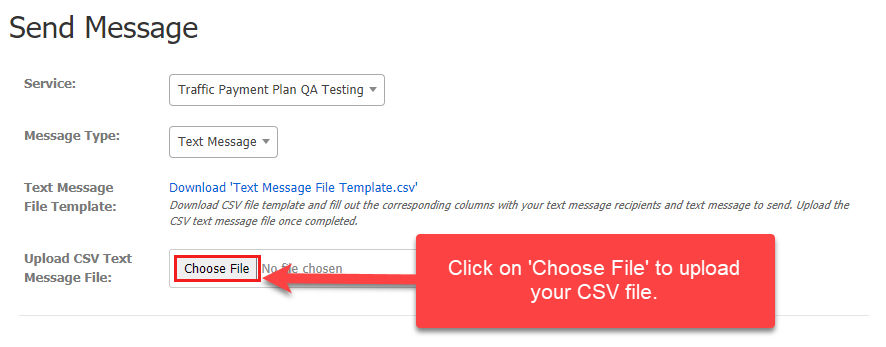 Send Message
Service:
Traffic Payment Plan QA Testing
Message Type:
Text Message
Text Message
File Template:
Download 'Text Message File Template.csv'
Download CSV file template and fill out the corresponding columns with your text message recipients and text message to send. Upload the
CSV text message file once completed.
Upload CSV Text
Message File:
Choose File
No file chosen
Click on 'Choose File' to upload
your CSV file.